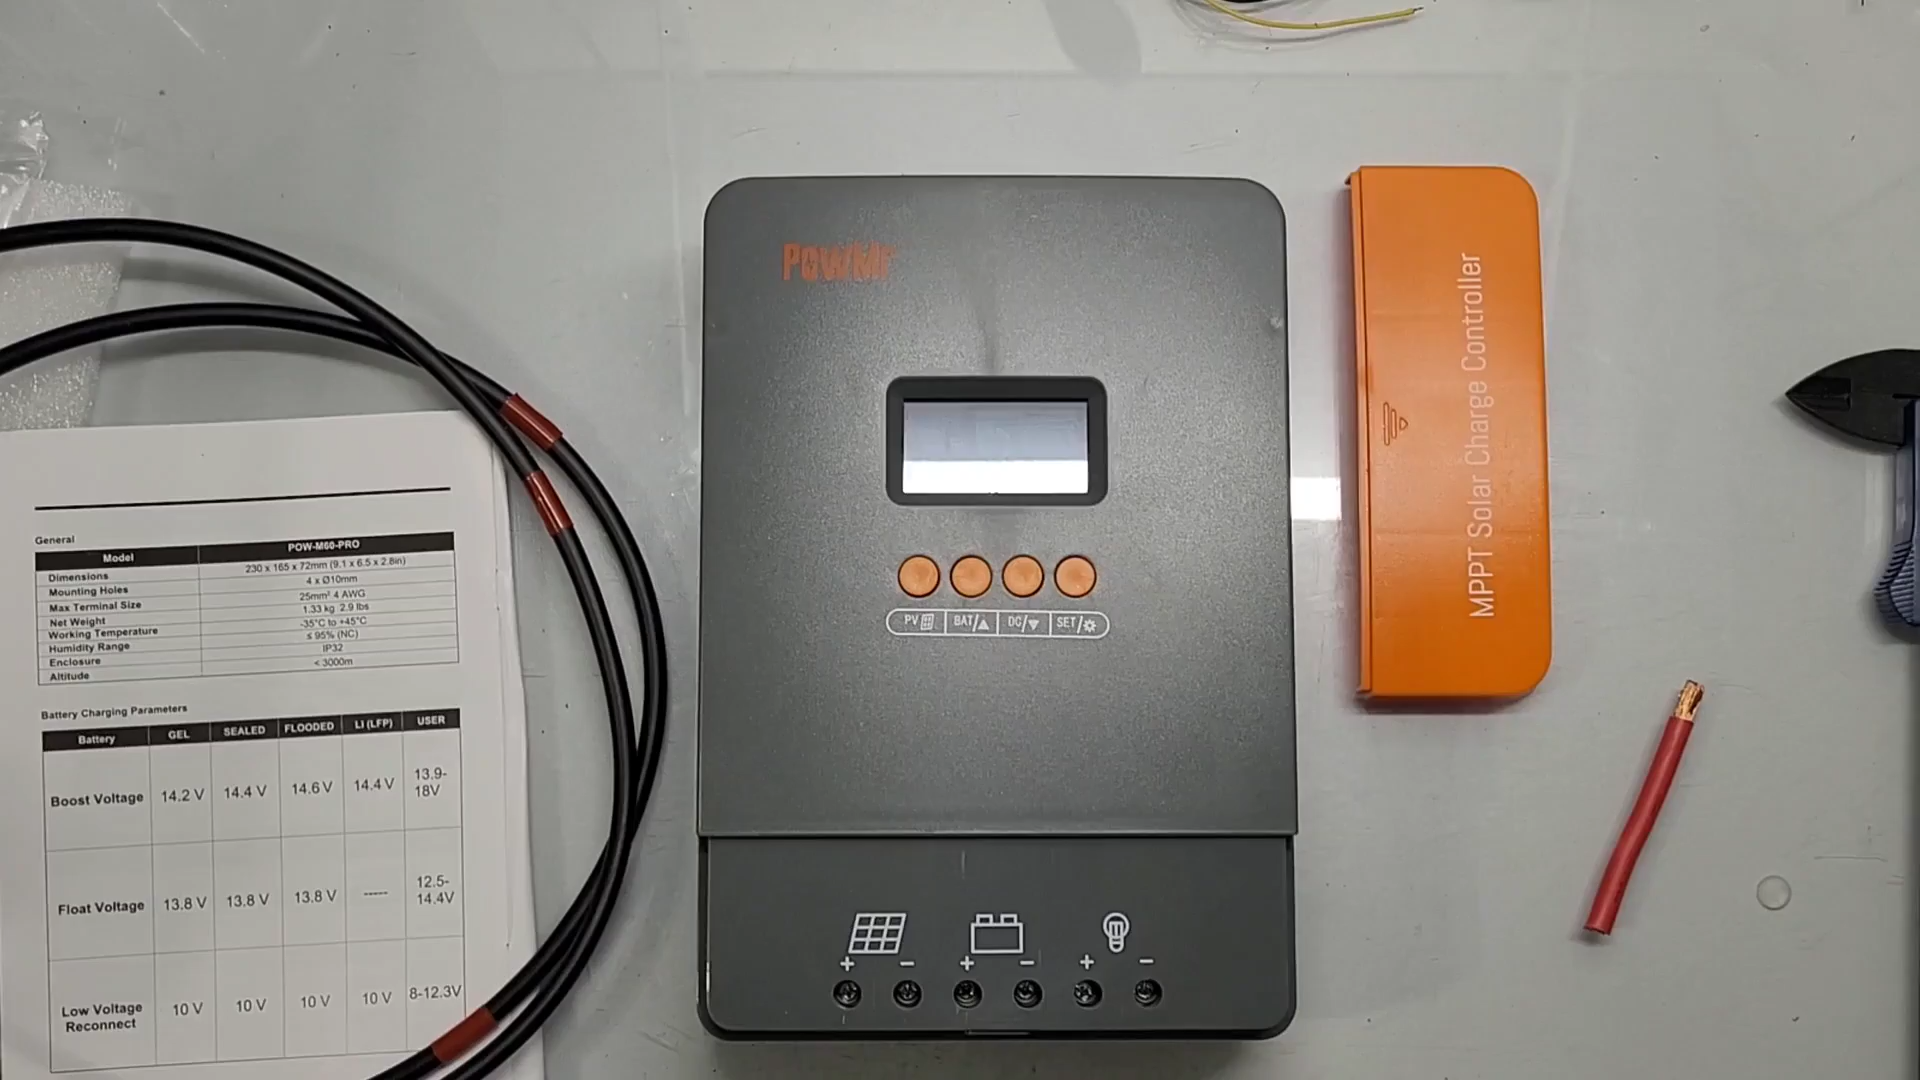 General
Model POW-M60-PRO
Dimensions 230 x 165 x 72mm (9.1 x 6.5 x 2.8in)
Mounting Holes 4 x Ø10mm
Max Terminal Size 25mm² 4 AWG
Net Weight 1.33 kg 2.9 lbs
Working Temperature -35°C to +45°C
Humidity Range ≤ 95% (NC)
Enclosure IP32
Altitude < 3000m
Battery Charging Parameters
Battery GEL SEALED FLOODED LI (LFP) USER
Boost Voltage 14.2 V 14.4 V 14.6 V 14.4 V 13.9-
18V
Float Voltage 13.8 V 13.8 V 13.8 V ----- 12.5-
14.4V
Low Voltage
Reconnect 10 V 10 V 10 V 10 V 8-12.3V
PowMr
PV BAT/▲ DC/▼ SET/
+ − + − + −
MPPT Solar Charge Controller